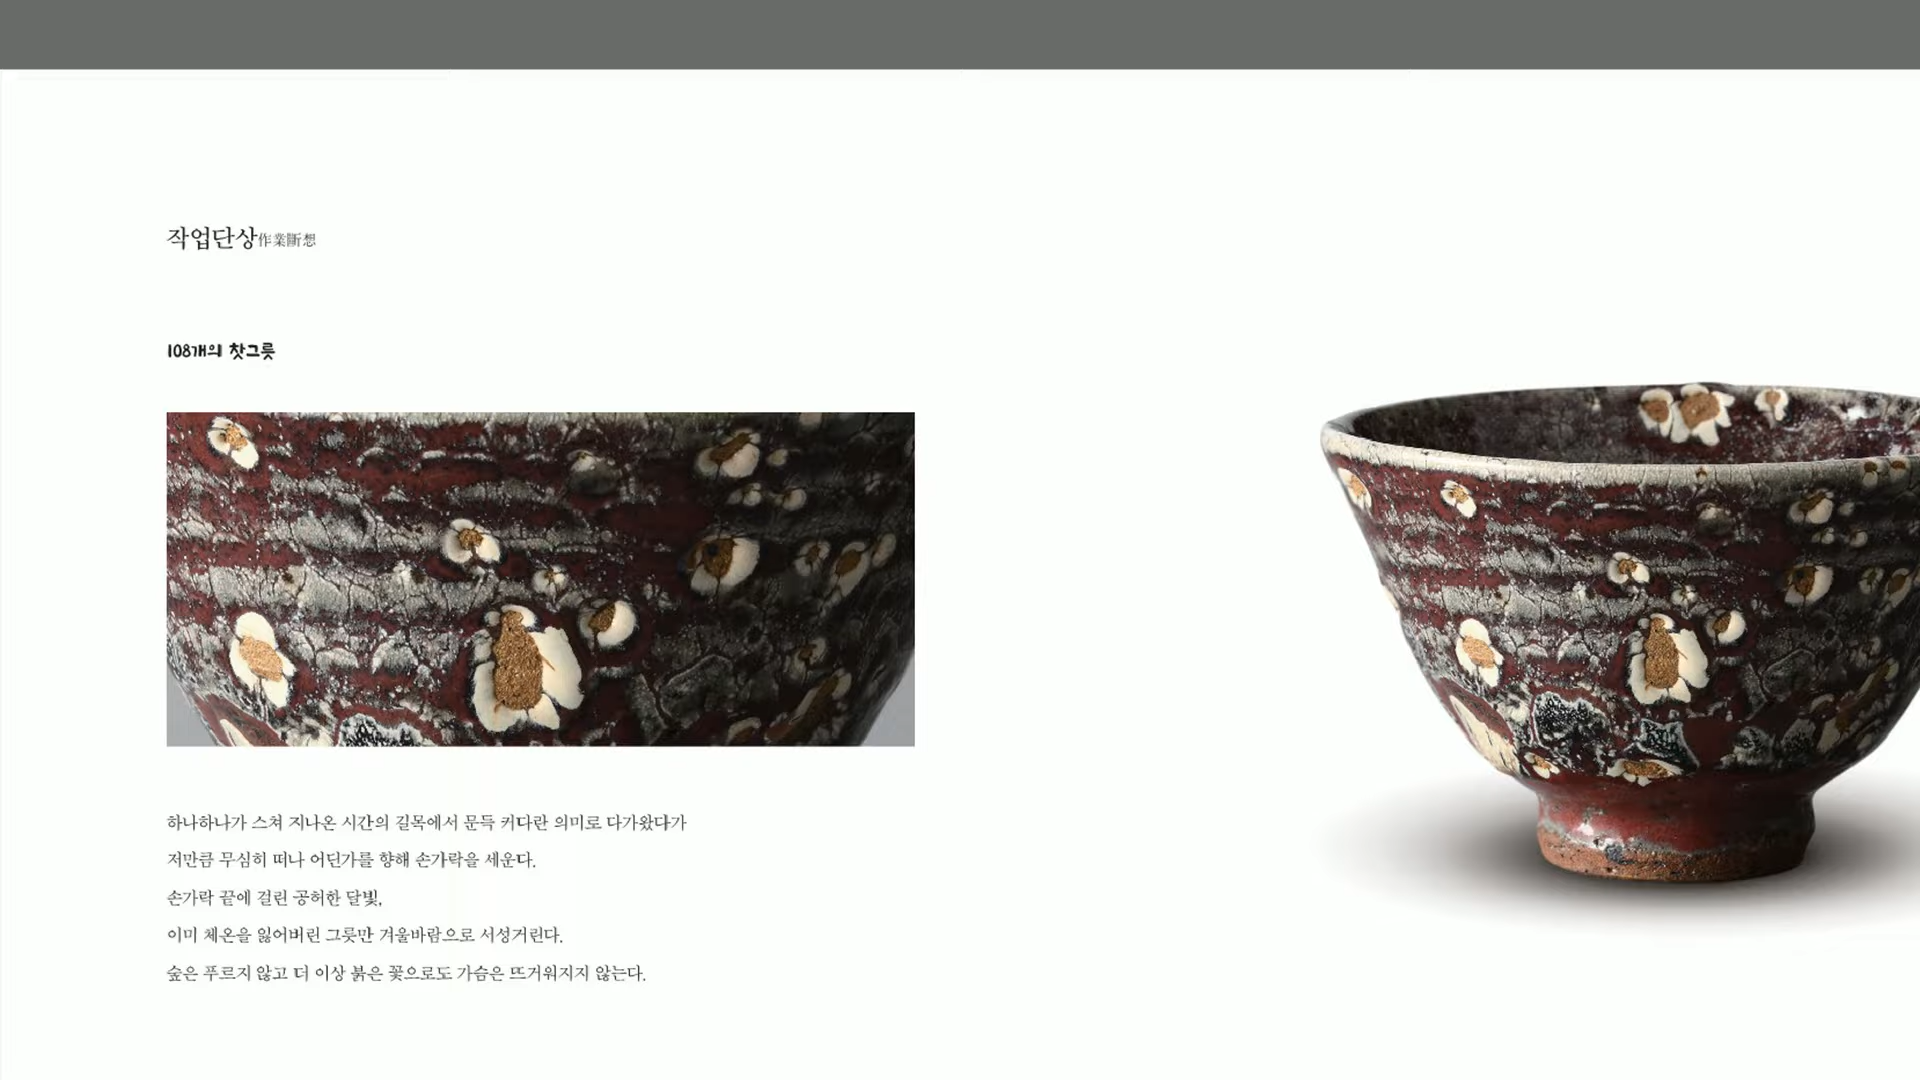 작업단상作業斷想
108개의 찻그릇
하나하나가 스쳐 지나온 시간의 길목에서 문득 커다란 의미로 다가왔다가
저만큼 무심히 떠나 어딘가를 향해 손가락을 세운다.
손가락 끝에 걸린 공허한 달빛,
이미 체온을 잃어버린 그릇만 겨울바람으로 서성거린다.
숲은 푸르지 않고 더 이상 붉은 꽃으로도 가슴은 뜨거워지지 않는다.